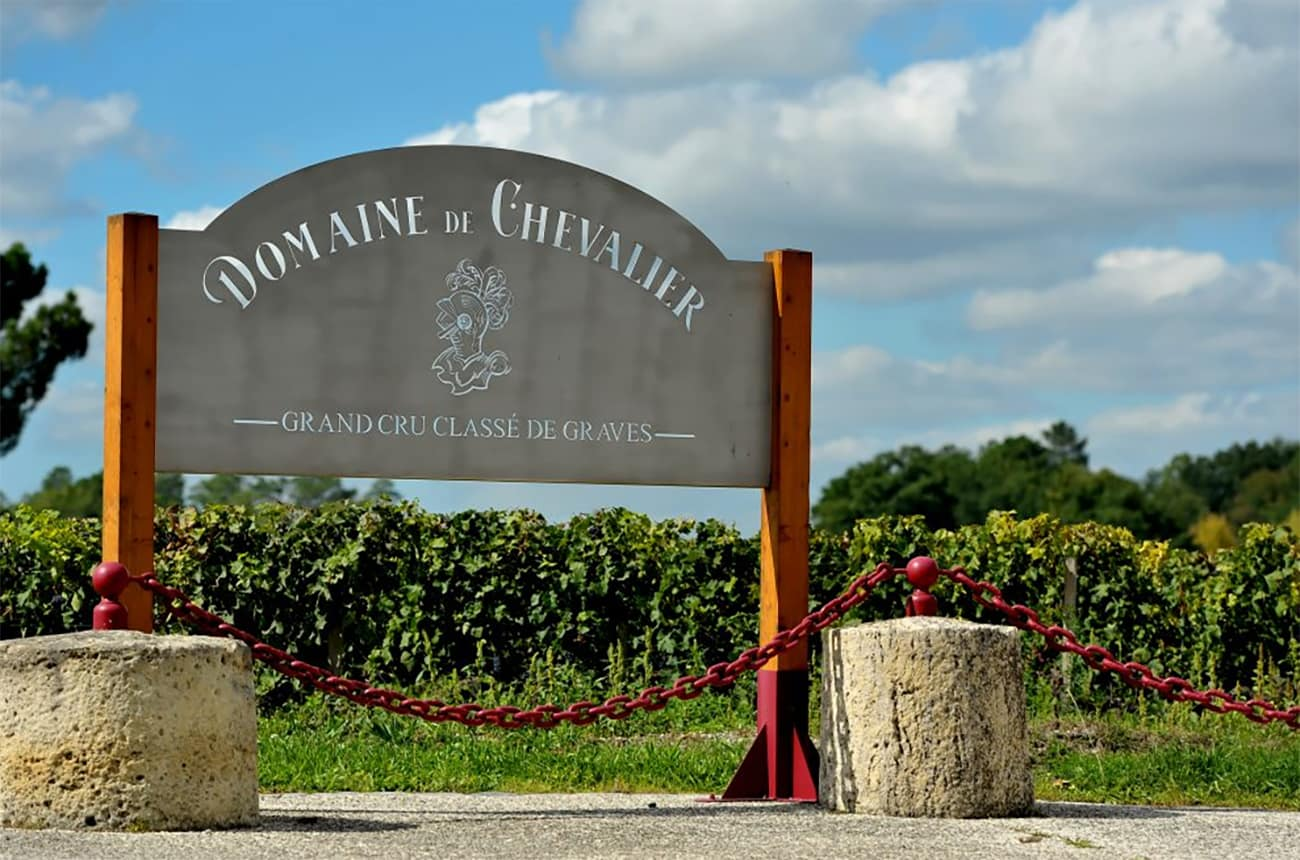 DOMAINE DE CHEVALIER
GRAND CRU CLASSÉ DE GRAVES